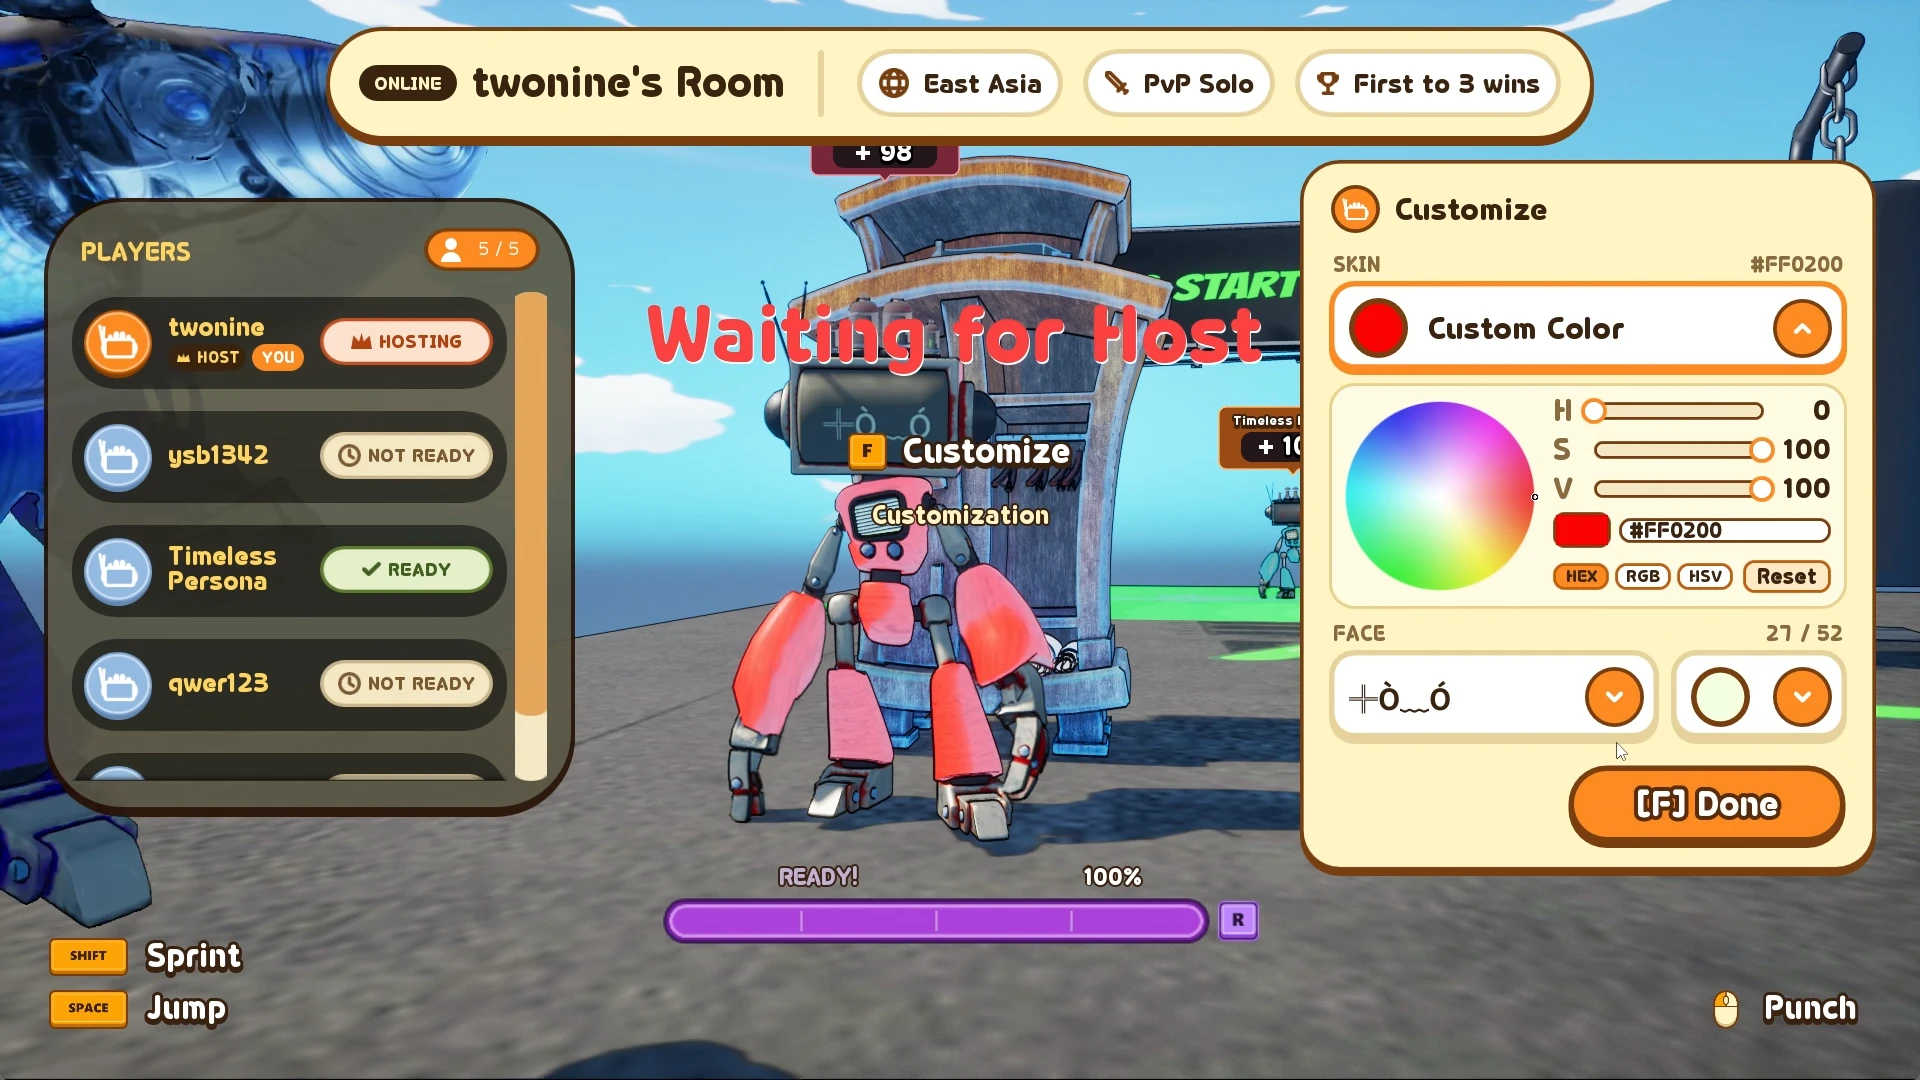 ONLINE
twonine's Room
East Asia
PvP Solo
First to 3 wins
+ 98
PLAYERS
5 / 5
twonine
HOST
YOU
HOSTING
ysb1342
NOT READY
Timeless
Persona
READY
qwer123
NOT READY
START
Waiting for Host
+Ò﹏Ó
F
Customize
Customization
Timeless
+ 10
Customize
SKIN
#FF0200
Custom Color
H
0
S
100
V
100
#FF0200
HEX
RGB
HSV
Reset
FACE
27 / 52
+Ò﹏Ó
[F] Done
READY!
100%
R
SHIFT
Sprint
SPACE
Jump
Punch